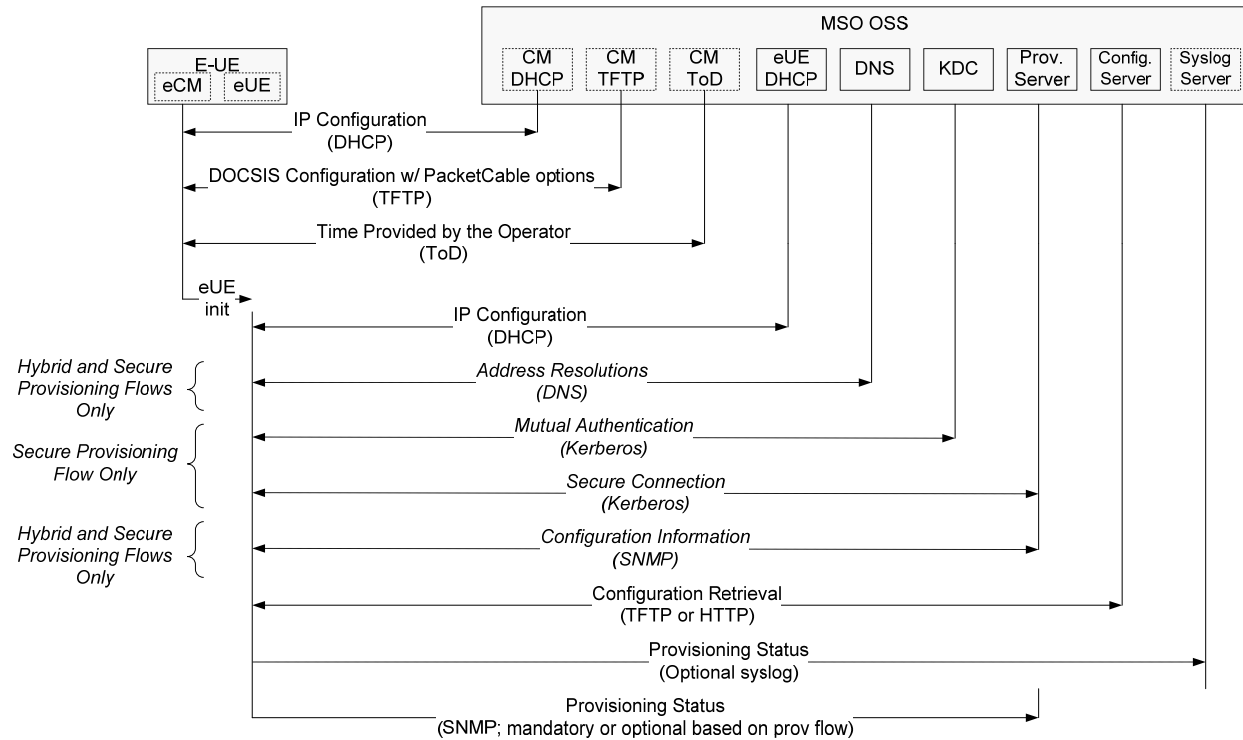 MSO OSS
E-UE
eCM
eUE
CM
DHCP
CM
TFTP
CM
ToD
eUE
DHCP
DNS
KDC
Prov.
Server
Config.
Server
Syslog
Server
IP Configuration
(DHCP)
DOCSIS Configuration w/ PacketCable options
(TFTP)
Time Provided by the Operator
(ToD)
eUE
init
IP Configuration
(DHCP)
Hybrid and Secure
Provisioning Flows
Only
Address Resolutions
(DNS)
Mutual Authentication
(Kerberos)
Secure Provisioning
Flow Only
Secure Connection
(Kerberos)
Hybrid and Secure
Provisioning Flows
Only
Configuration Information
(SNMP)
Configuration Retrieval
(TFTP or HTTP)
Provisioning Status
(Optional syslog)
Provisioning Status
(SNMP; mandatory or optional based on prov flow)